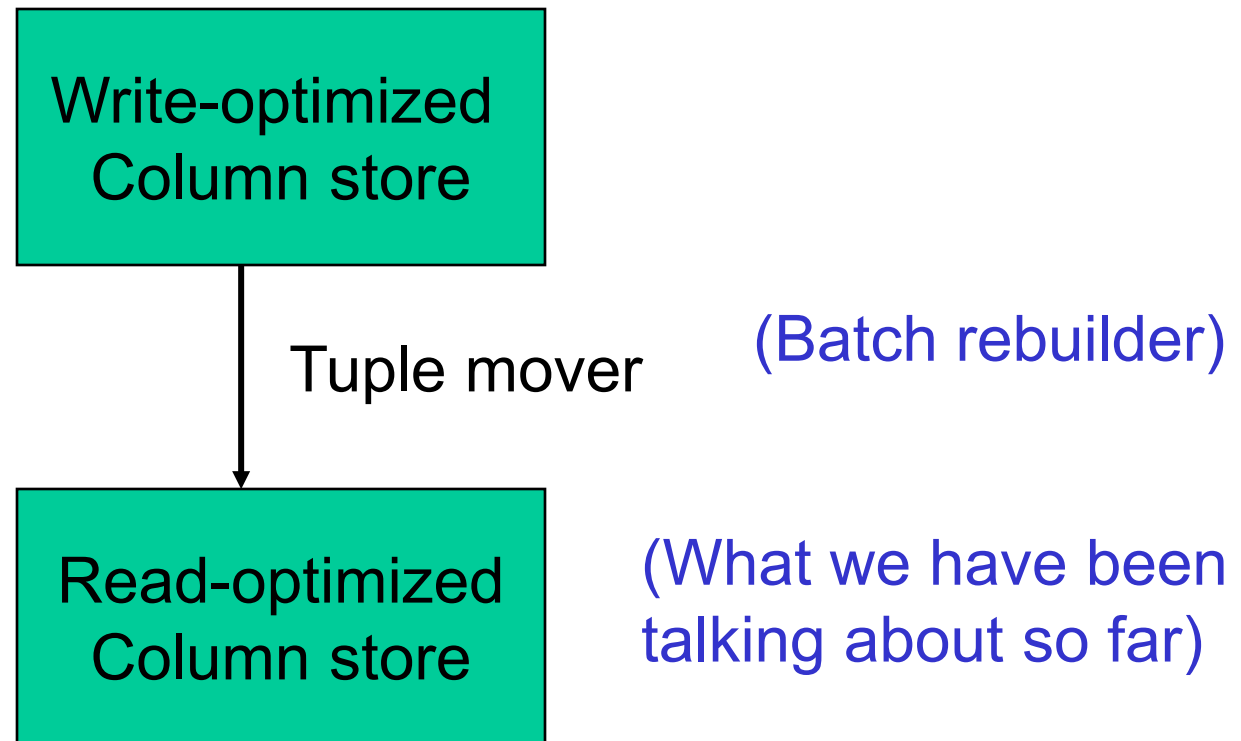 Write-optimized
Column store
Tuple mover
(Batch rebuilder)
Read-optimized
Column store
(What we have been
talking about so far)